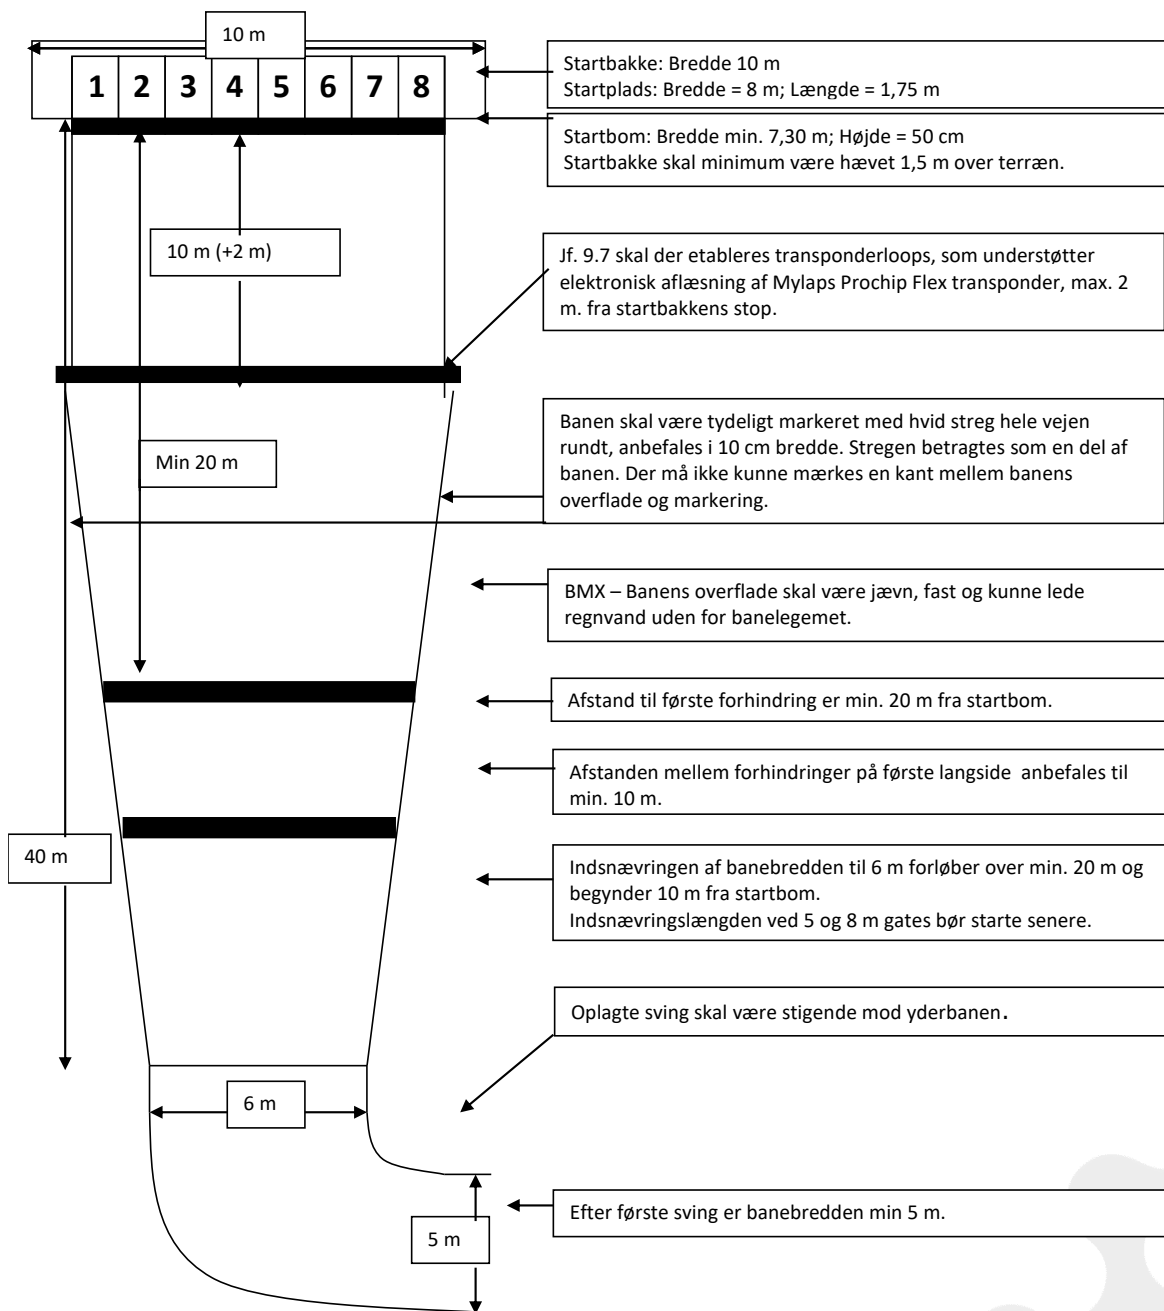 10 m
1 2 3 4 5 6 7 8
Startbakke: Bredde 10 m
Startplads: Bredde = 8 m; Længde = 1,75 m
Startbom: Bredde min. 7,30 m; Højde = 50 cm
Startbakke skal minimum være hævet 1,5 m over terræn.
10 m (+2 m)
Jf. 9.7 skal der etableres transponderloops, som understøtter
elektronisk aflæsning af Mylaps Prochip Flex transponder, max. 2
m. fra startbakkens stop.
Min 20 m
Banen skal være tydeligt markeret med hvid streg hele vejen
rundt, anbefales i 10 cm bredde. Stregen betragtes som en del af
banen. Der må ikke kunne mærkes en kant mellem banens
overflade og markering.
BMX – Banens overflade skal være jævn, fast og kunne lede
regnvand uden for banelegemet.
Afstand til første forhindring er min. 20 m fra startbom.
Afstanden mellem forhindringer på første langside anbefales til
min. 10 m.
40 m
Indsnævringen af banebredden til 6 m forløber over min. 20 m og
begynder 10 m fra startbom.
Indsnævringslængden ved 5 og 8 m gates bør starte senere.
Oplagte sving skal være stigende mod yderbanen.
6 m
Efter første sving er banebredden min 5 m.
5 m